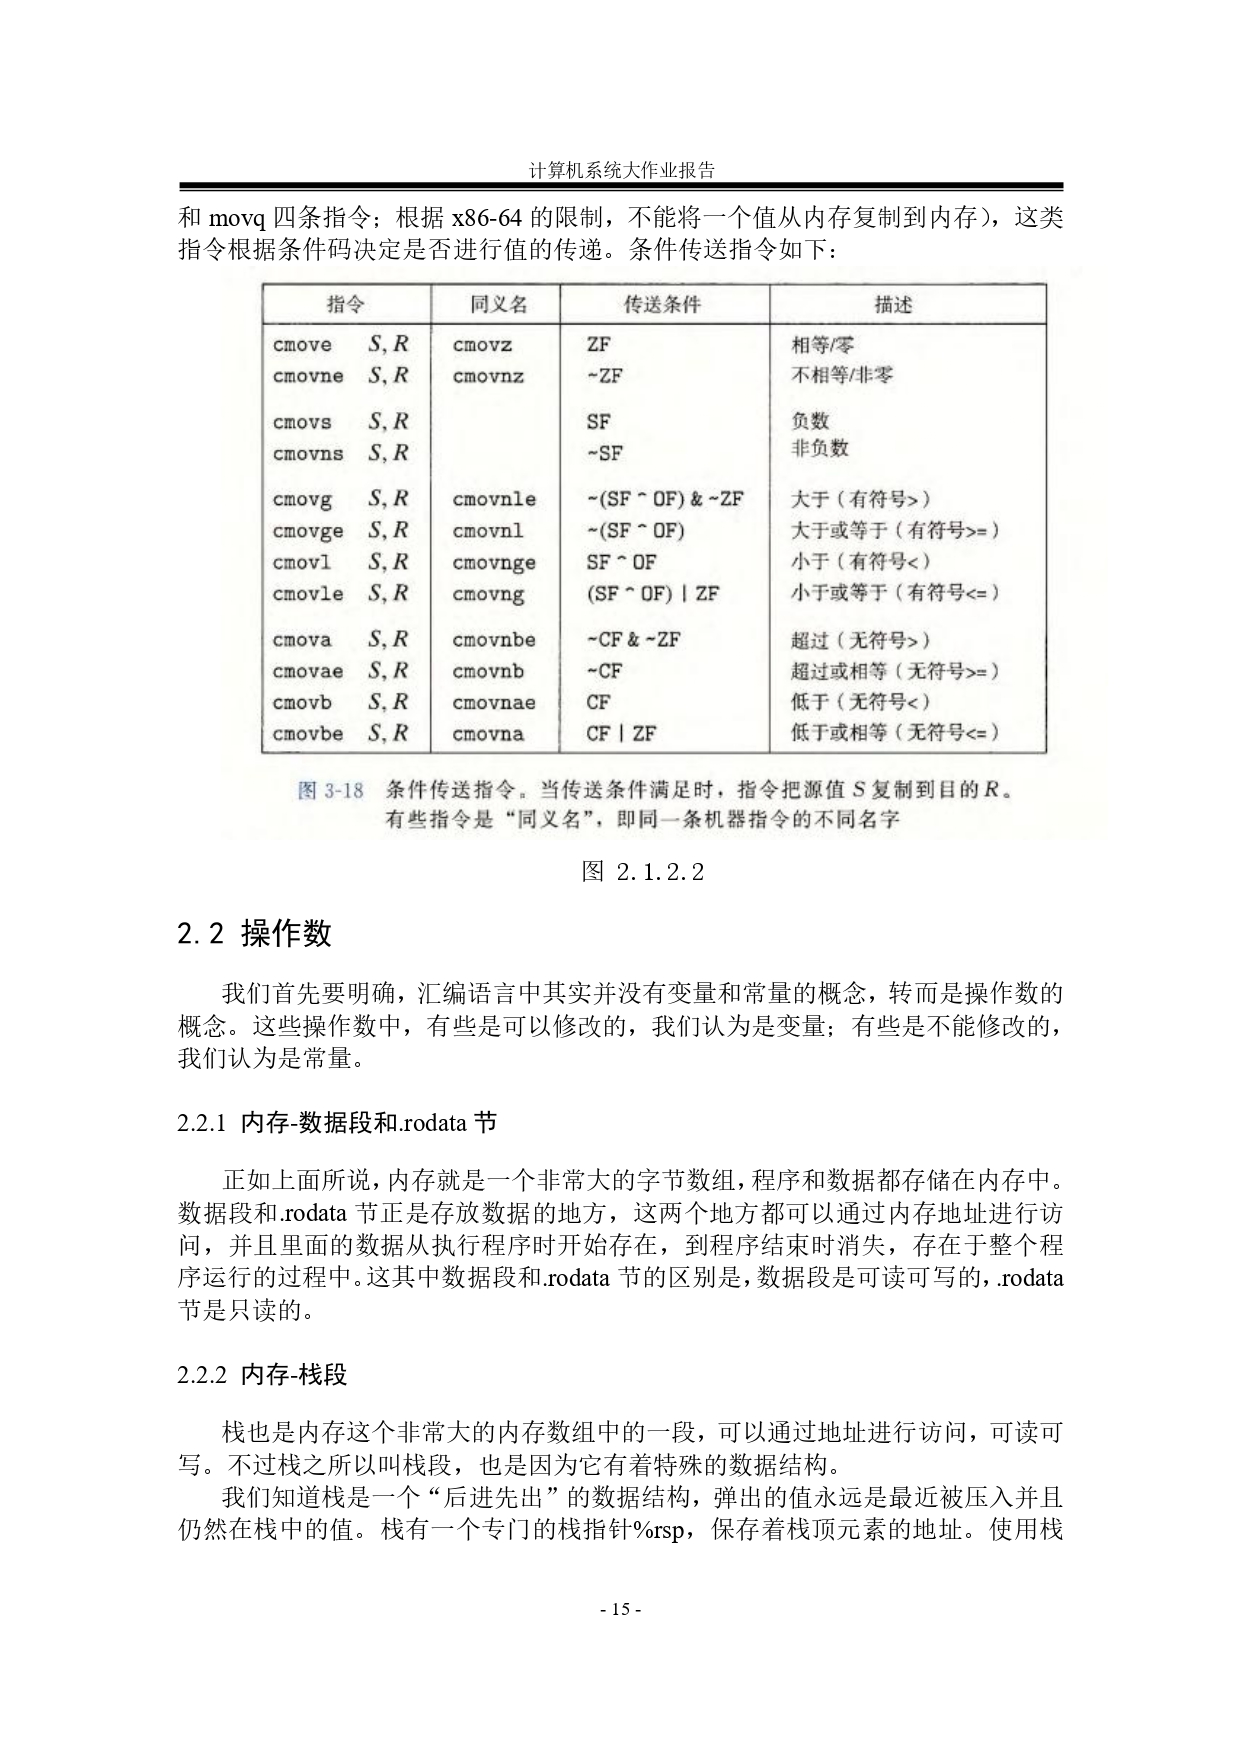 计算机系统大作业报告
和 movq 四条指令；根据 x86-64 的限制，不能将一个值从内存复制到内存），这类
指令根据条件码决定是否进行值的传递。条件传送指令如下：
指令 同义名 传送条件 描述
cmove S, R cmovz ZF 相等/零
cmovne S, R cmovnz ~ZF 不相等/非零
cmovs S, R SF 负数
cmovns S, R ~SF 非负数
cmovg S, R cmovnle ~(SF ^ OF) & ~ZF 大于（有符号>）
cmovge S, R cmovnl ~(SF ^ OF) 大于或等于（有符号>=）
cmovl S, R cmovnge SF ^ OF 小于（有符号<）
cmovle S, R cmovng (SF ^ OF) | ZF 小于或等于（有符号<=）
cmova S, R cmovnbe ~CF & ~ZF 超过（无符号>）
cmovae S, R cmovnb ~CF 超过或相等（无符号>=）
cmovb S, R cmovnae CF 低于（无符号<）
cmovbe S, R cmovna CF | ZF 低于或相等（无符号<=）
图 3-18 条件传送指令。当传送条件满足时，指令把源值 S 复制到目的 R。
有些指令是“同义名”，即同一条机器指令的不同名字
图 2.1.2.2
2.2 操作数
我们首先要明确，汇编语言中其实并没有变量和常量的概念，转而是操作数的
概念。这些操作数中，有些是可以修改的，我们认为是变量；有些是不能修改的，
我们认为是常量。
2.2.1 内存-数据段和.rodata 节
正如上面所说，内存就是一个非常大的字节数组，程序和数据都存储在内存中。
数据段和.rodata 节正是存放数据的地方，这两个地方都可以通过内存地址进行访
问，并且里面的数据从执行程序时开始存在，到程序结束时消失，存在于整个程
序运行的过程中。这其中数据段和.rodata 节的区别是，数据段是可读可写的，.rodata
节是只读的。
2.2.2 内存-栈段
栈也是内存这个非常大的内存数组中的一段，可以通过地址进行访问，可读可
写。不过栈之所以叫栈段，也是因为它有着特殊的数据结构。
我们知道栈是一个“后进先出”的数据结构，弹出的值永远是最近被压入并且
仍然在栈中的值。栈有一个专门的栈指针%rsp，保存着栈顶元素的地址。使用栈
- 15 -